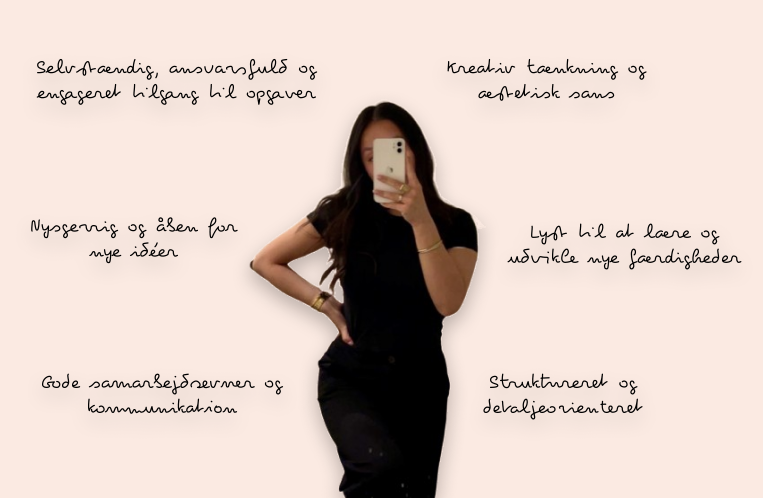 Selvstændig, ansvarsfuld og
engageret tilgang til opgaver
Kreativ tænkning og
æstetisk sans
Nysgerrig og åben for
nye idéer
Lyst til at lære og
udvikle nye færdigheder
Gode samarbejdsevner og
kommunikation
Struktureret og
detaljeorienteret